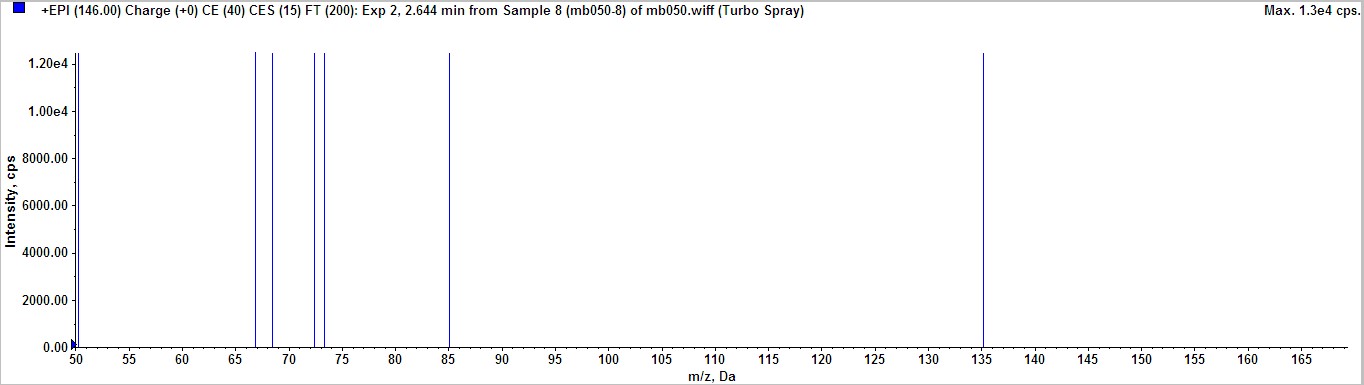 +EPI (146.00) Charge (+0) CE (40) CES (15) FT (200): Exp 2, 2.644 min from Sample 8 (mb050-8) of mb050.wiff (Turbo Spray) Max. 1.3e4 cps.
1.20e4
1.00e4
8000.00
6000.00
4000.00
2000.00
0.00
Intensity, cps
50 55 60 65 70 75 80 85 90 95 100 105 110 115 120 125 130 135 140 145 150 155 160 165
m/z, Da